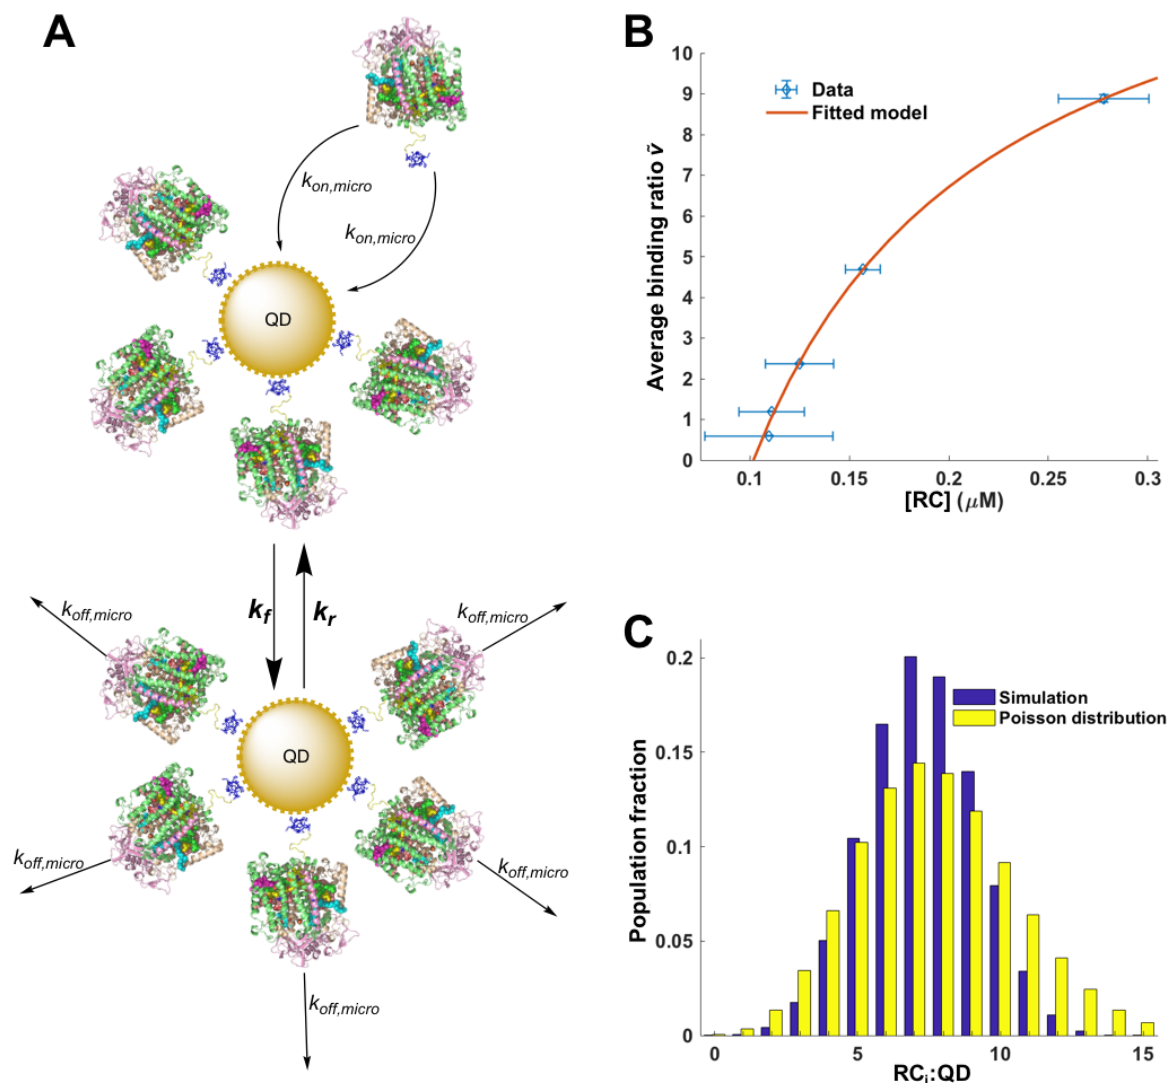 A
k_on,micro
k_on,micro
QD
k_f
k_r
k_off,micro
k_off,micro
QD
k_off,micro
k_off,micro
k_off,micro
B
10
9
8
7
6
5
4
3
2
1
0
Average binding ratio ṽ
Data
Fitted model
0.1 0.15 0.2 0.25 0.3
[RC] (μM)
C
0.2
0.15
0.1
0.05
0
Population fraction
Simulation
Poisson distribution
0 5 10 15
RC_i:QD